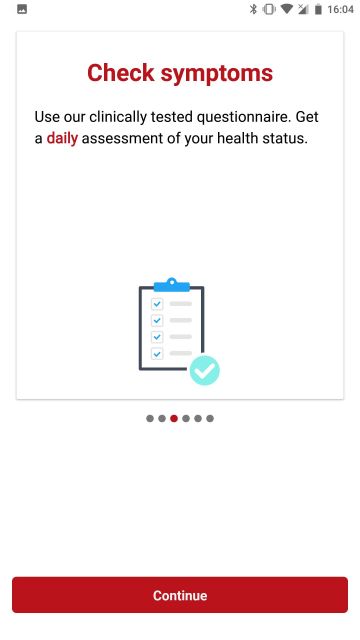 16:04
Check symptoms
Use our clinically tested questionnaire. Get
a daily assessment of your health status.
Continue